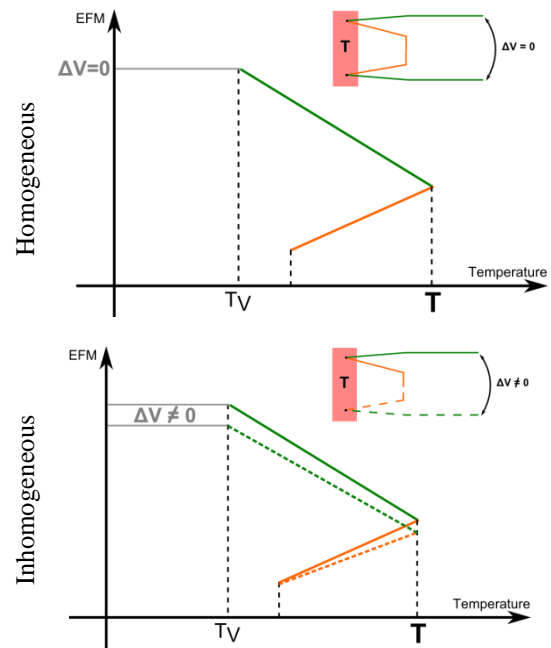 Homogeneous
EFM
ΔV=0
T
ΔV = 0
Temperature
TV
T
Inhomogeneous
EFM
ΔV ≠ 0
T
ΔV ≠ 0
Temperature
TV
T